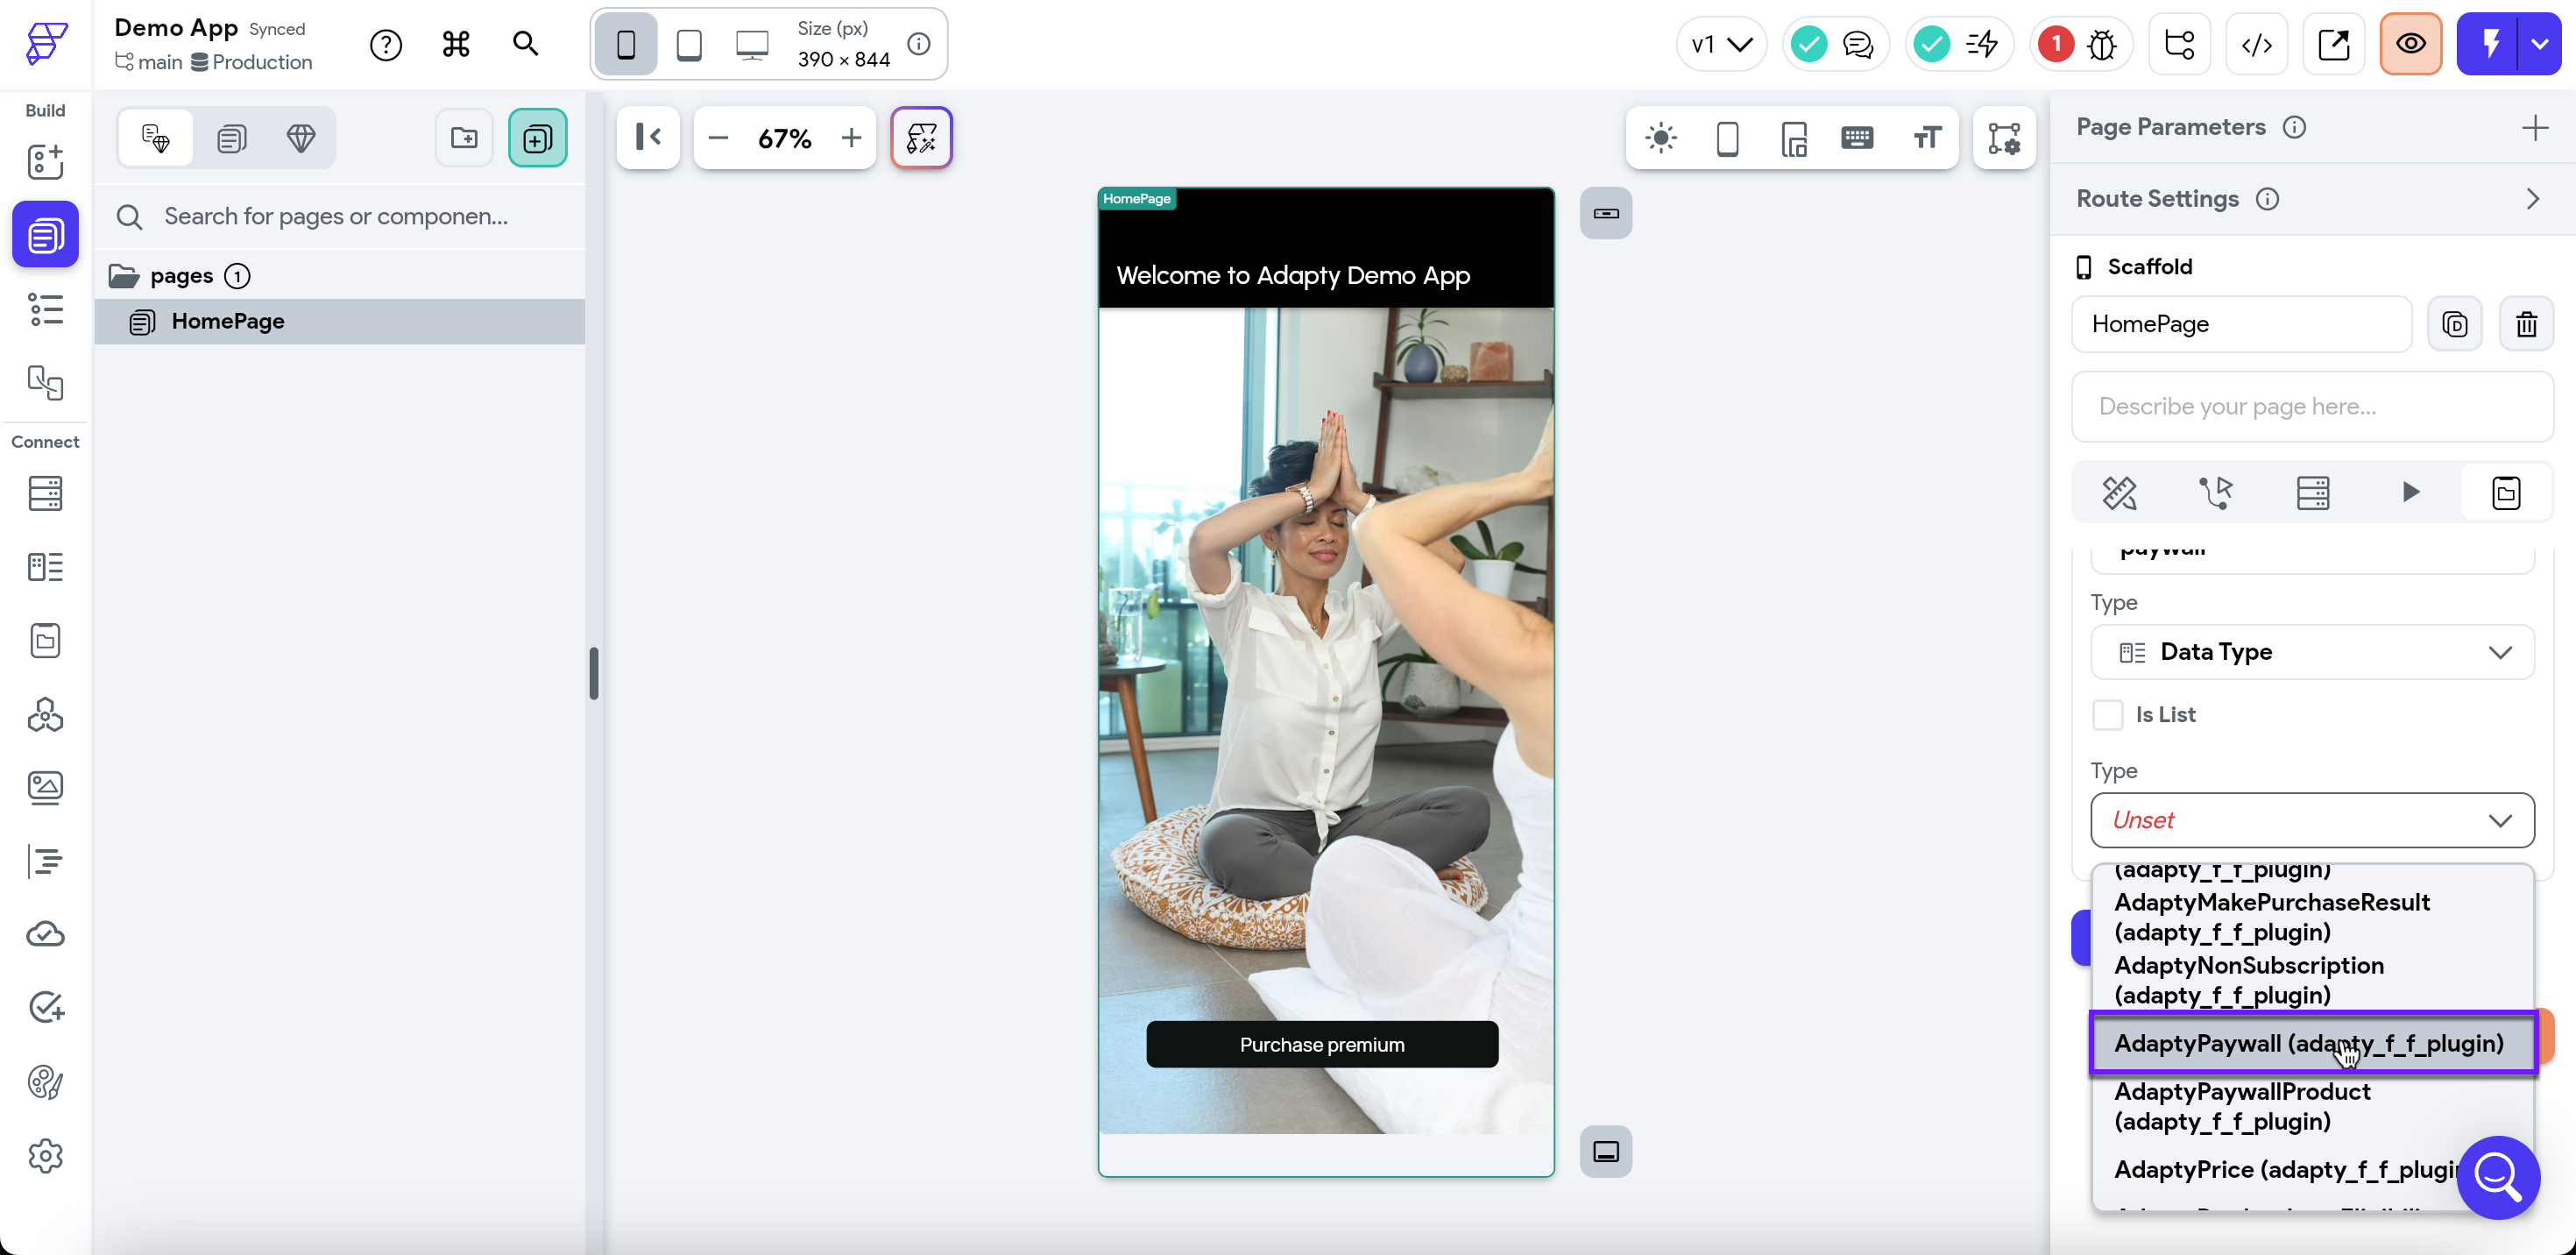 Demo App Synced
main Production
Size (px)
390 × 844
v1
1
Build
Connect
Search for pages or componen...
pages 1
HomePage
67%
HomePage
Welcome to Adapty Demo App
Purchase premium
Page Parameters
Route Settings
Scaffold
HomePage
Describe your page here...
paywall
Type
Data Type
Is List
Type
Unset
(adapty_f_f_plugin)
AdaptyMakePurchaseResult
(adapty_f_f_plugin)
AdaptyNonSubscription
(adapty_f_f_plugin)
AdaptyPaywall (adapty_f_f_plugin)
AdaptyPaywallProduct
(adapty_f_f_plugin)
AdaptyPrice (adapty_f_f_plugin